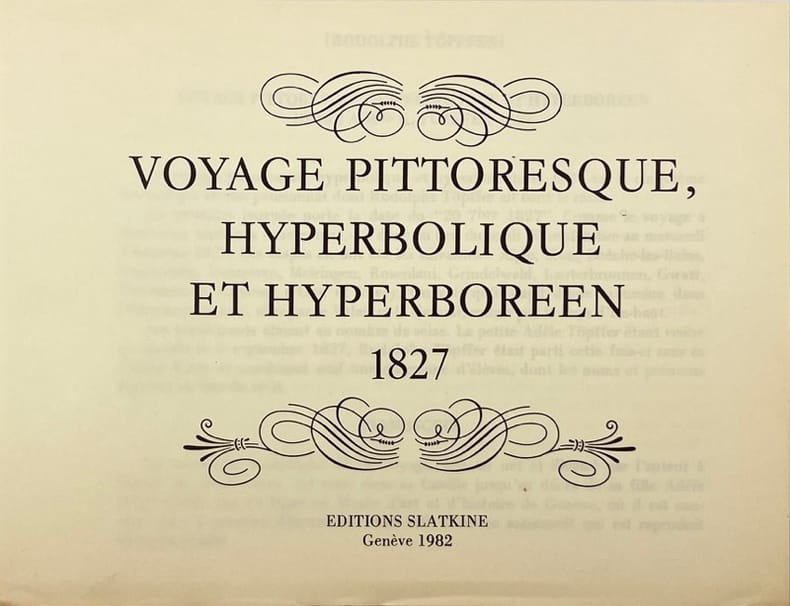 VOYAGE PITTORESQUE,
HYPERBOLIQUE
ET HYPERBOREEN
1827
EDITIONS SLATKINE
Genève 1982